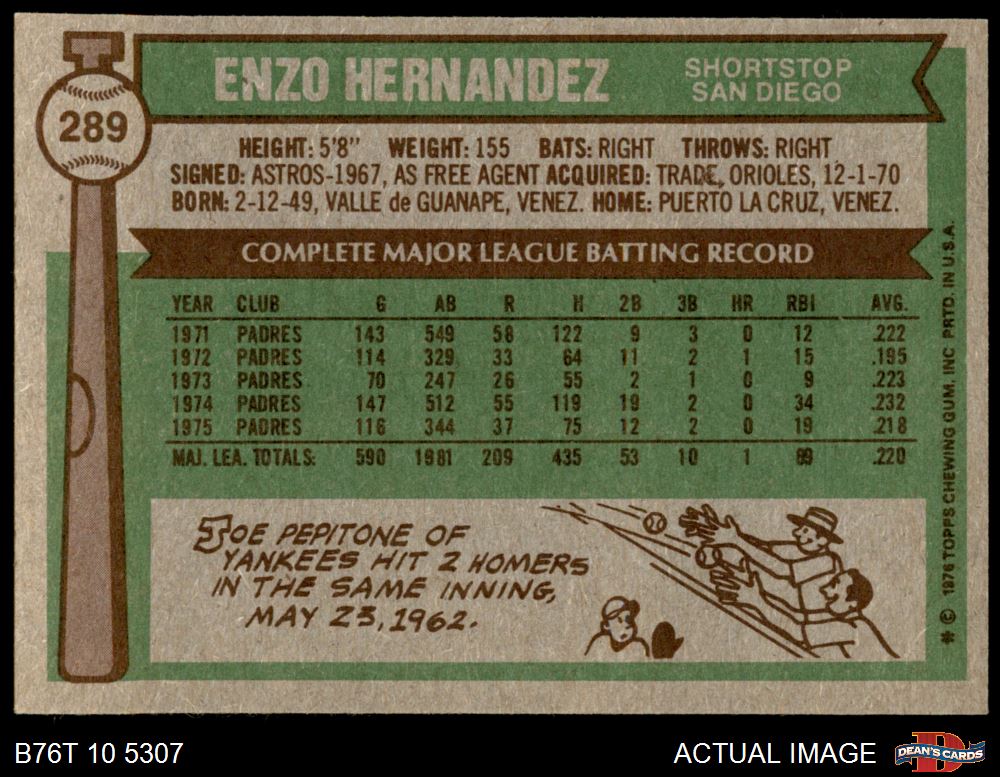 ENZO HERNANDEZ
SHORTSTOP
SAN DIEGO
289
HEIGHT: 5'8" WEIGHT: 155 BATS: RIGHT THROWS: RIGHT
SIGNED: ASTROS-1967, AS FREE AGENT ACQUIRED: TRADE, ORIOLES, 12-1-70
BORN: 2-12-49, VALLE de GUANAPE, VENEZ. HOME: PUERTO LA CRUZ, VENEZ.
COMPLETE MAJOR LEAGUE BATTING RECORD
YEAR CLUB G AB R H 2B 3B HR RBI AVG.
1971 PADRES 143 549 58 122 9 3 0 12 .222
1972 PADRES 114 329 33 64 11 2 1 15 .195
1973 PADRES 70 247 26 55 2 1 0 9 .223
1974 PADRES 147 512 55 119 19 2 0 34 .232
1975 PADRES 116 344 37 75 12 2 0 19 .218
MAJ. LEA. TOTALS: 590 1981 209 435 53 10 1 89 .220
JOE PEPITONE OF
YANKEES HIT 2 HOMERS
IN THE SAME INNING,
MAY 23, 1962.
* © 1976 TOPPS CHEWING GUM, INC PRTD. IN U.S.A.
B76T 10 5307
ACTUAL IMAGE
D
DEAN'S CARDS